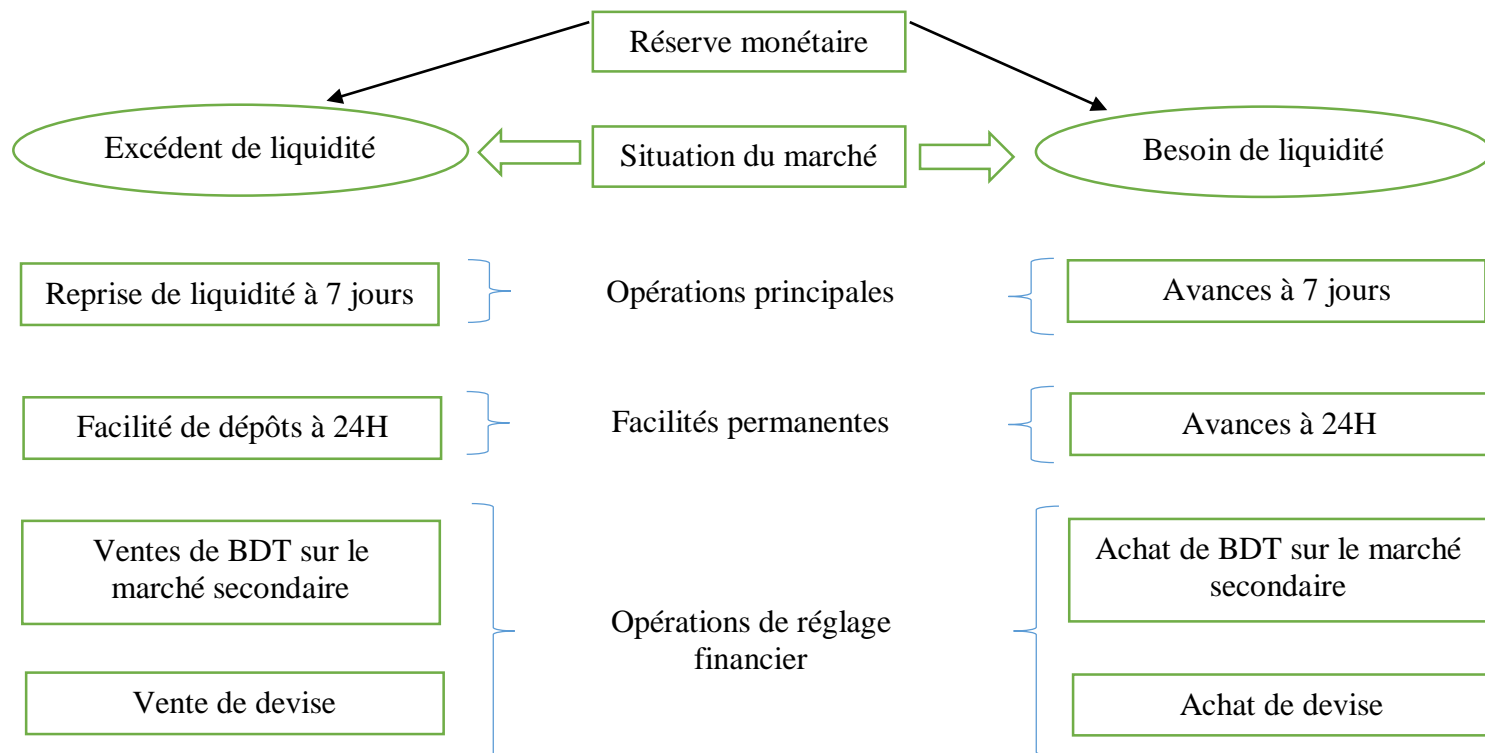 Réserve monétaire
Excédent de liquidité
Situation du marché
Besoin de liquidité
Reprise de liquidité à 7 jours
Opérations principales
Avances à 7 jours
Facilité de dépôts à 24H
Facilités permanentes
Avances à 24H
Ventes de BDT sur le
marché secondaire
Opérations de réglage
financier
Achat de BDT sur le marché
secondaire
Vente de devise
Achat de devise